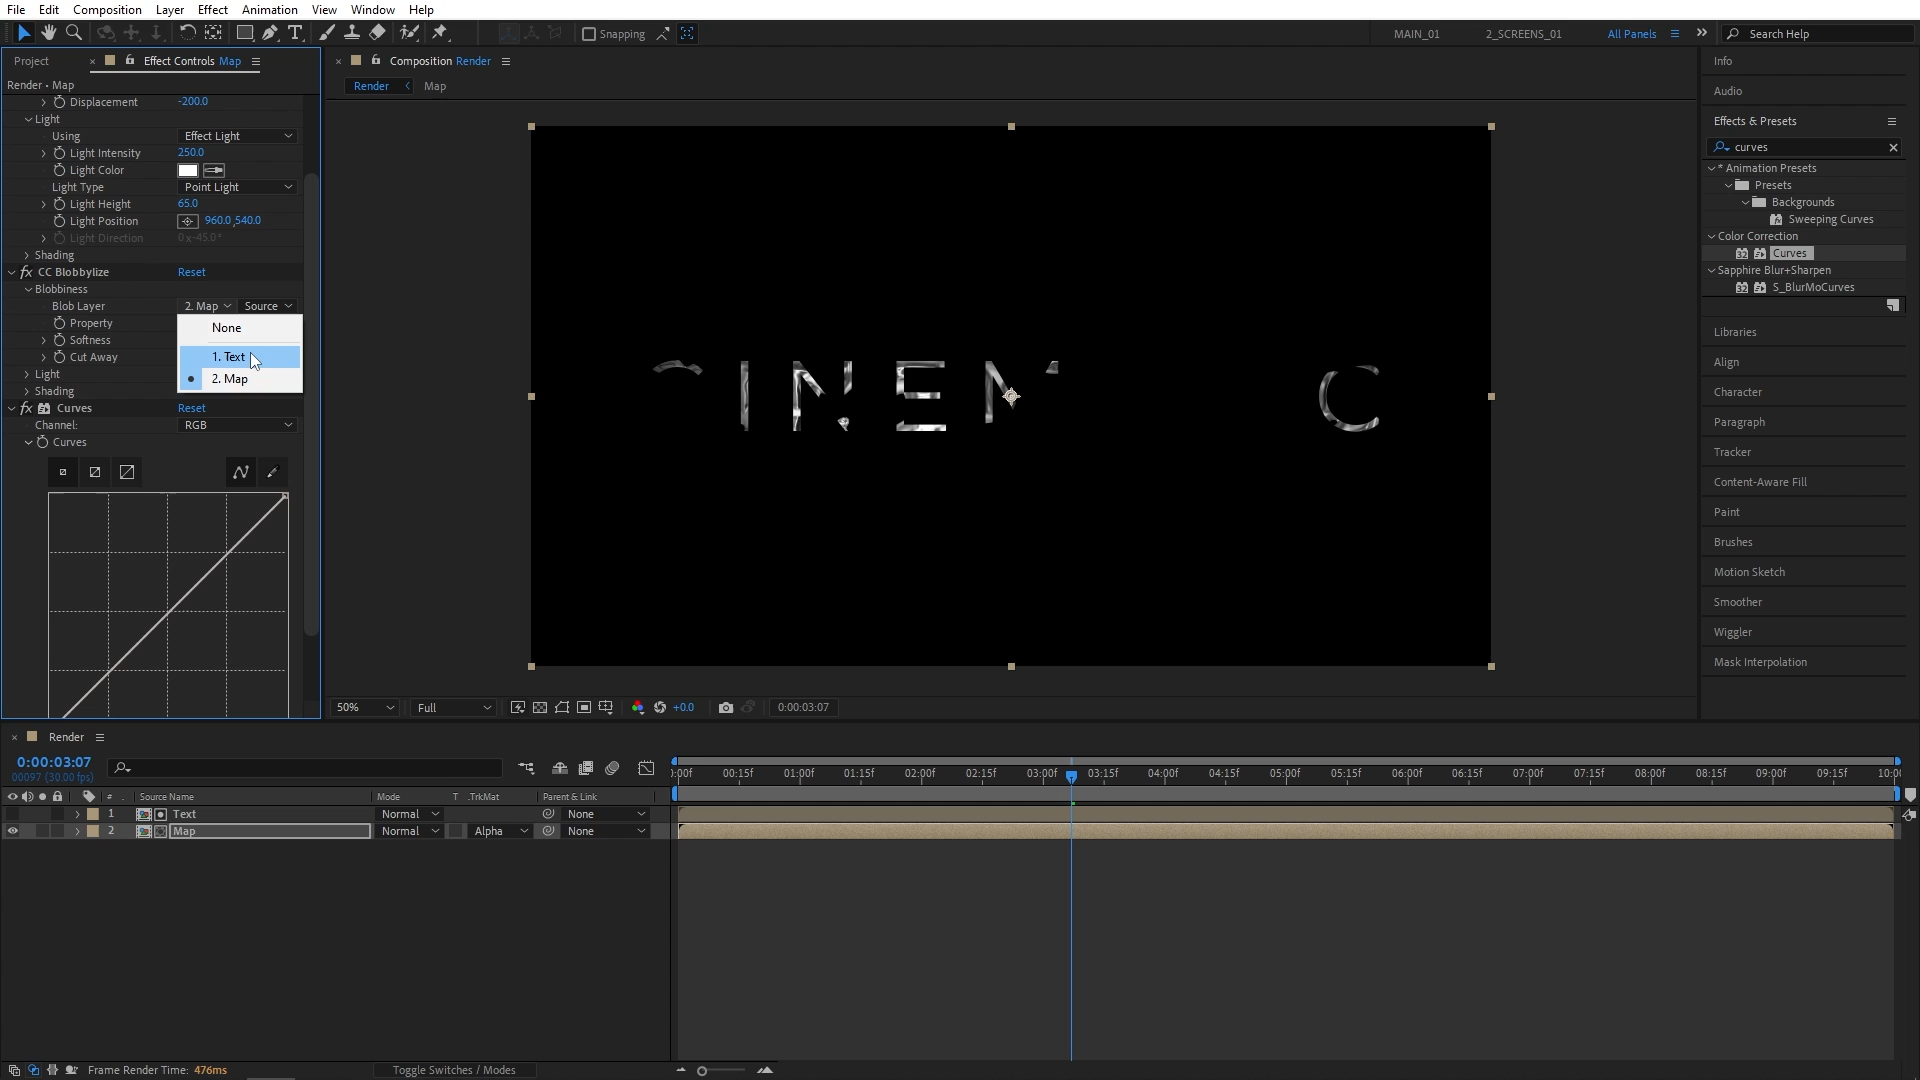 File Edit Composition Layer Effect Animation View Window Help
Snapping MAIN_01 2_SCREENS_01 All Panels Search Help
Project Effect Controls Map
Render • Map
Displacement -200.0
Light
Using Effect Light
Light Intensity 250.0
Light Color
Light Type Point Light
Light Height 65.0
Light Position 960.0,540.0
Light Direction 0x-45.0°
Shading
fx CC Blobbylize Reset
Blobbiness
Blob Layer 2. Map Source
Property
Softness
Cut Away
Light
Shading
None
1. Text
2. Map
fx Curves Reset
Channel: RGB
Curves
Composition Render
Render Map
CINEM C
50% Full +0.0 0:00:03:07
Info
Audio
Effects & Presets
curves
* Animation Presets
Presets
Backgrounds
Sweeping Curves
Color Correction
Curves
Sapphire Blur+Sharpen
S_BlurMoCurves
Libraries
Align
Character
Paragraph
Tracker
Content-Aware Fill
Paint
Brushes
Motion Sketch
Smoother
Wiggler
Mask Interpolation
Render
0:00:03:07
00097 (30.00 fps)
):00f 00:15f 01:00f 01:15f 02:00f 02:15f 03:00f 03:15f 04:00f 04:15f 05:00f 05:15f 06:00f 06:15f 07:00f 07:15f 08:00f 08:15f 09:00f 09:15f 10:0
# Source Name Mode T .TrkMat Parent & Link
1 Text Normal None
2 Map Normal Alpha None
Frame Render Time: 476ms Toggle Switches / Modes